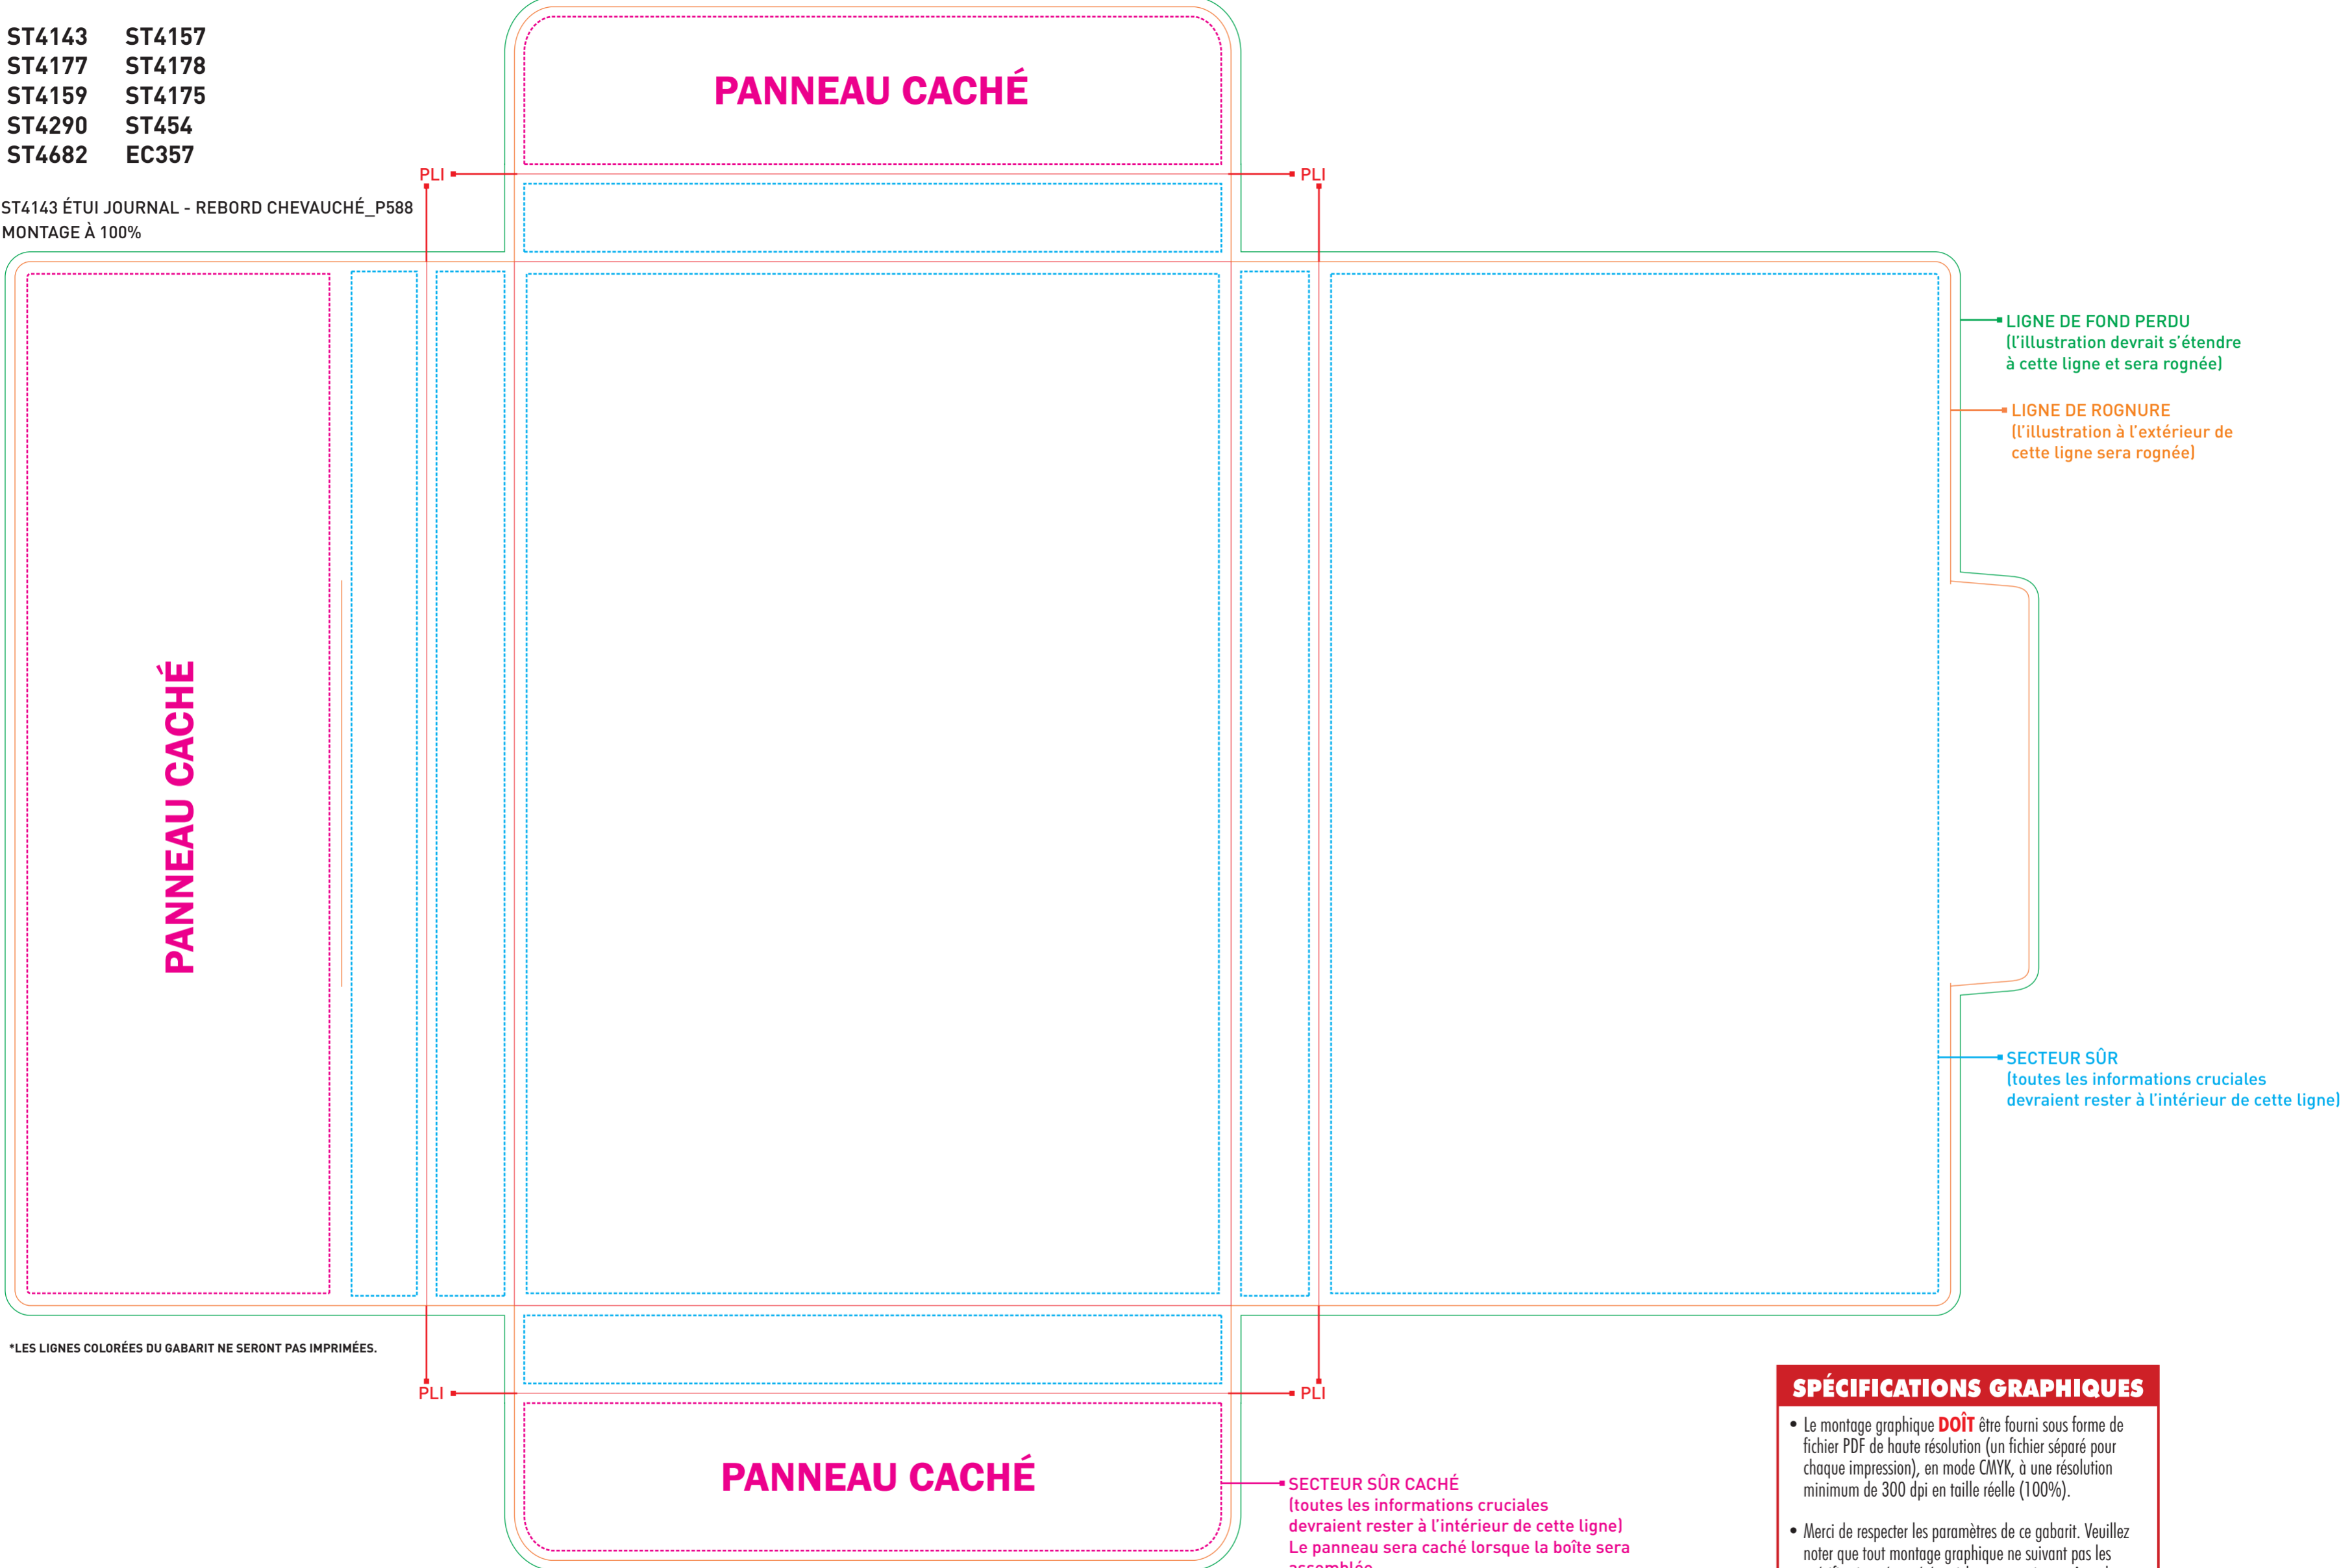 ST4143 ST4157
ST4177 ST4178
ST4159 ST4175
ST4290 ST454
ST4682 EC357
PANNEAU CACHÉ
PLI
PLI
ST4143 ÉTUI JOURNAL - REBORD CHEVAUCHÉ_P588
MONTAGE À 100%
LIGNE DE FOND PERDU
(l'illustration devrait s'étendre
à cette ligne et sera rognée)
LIGNE DE ROGNURE
(l'illustration à l'extérieur de
cette ligne sera rognée)
PANNEAU CACHÉ
SECTEUR SÛR
(toutes les informations cruciales
devraient rester à l'intérieur de cette ligne)
*LES LIGNES COLORÉES DU GABARIT NE SERONT PAS IMPRIMÉES.
PLI
PLI
PANNEAU CACHÉ
SECTEUR SÛR CACHÉ
(toutes les informations cruciales
devraient rester à l'intérieur de cette ligne)
Le panneau sera caché lorsque la boîte sera
assemblée
SPÉCIFICATIONS GRAPHIQUES
• Le montage graphique DOÎT être fourni sous forme de
fichier PDF de haute résolution (un fichier séparé pour
chaque impression), en mode CMYK, à une résolution
minimum de 300 dpi en taille réelle (100%).
• Merci de respecter les paramètres de ce gabarit. Veuillez
noter que tout montage graphique ne suivant pas les